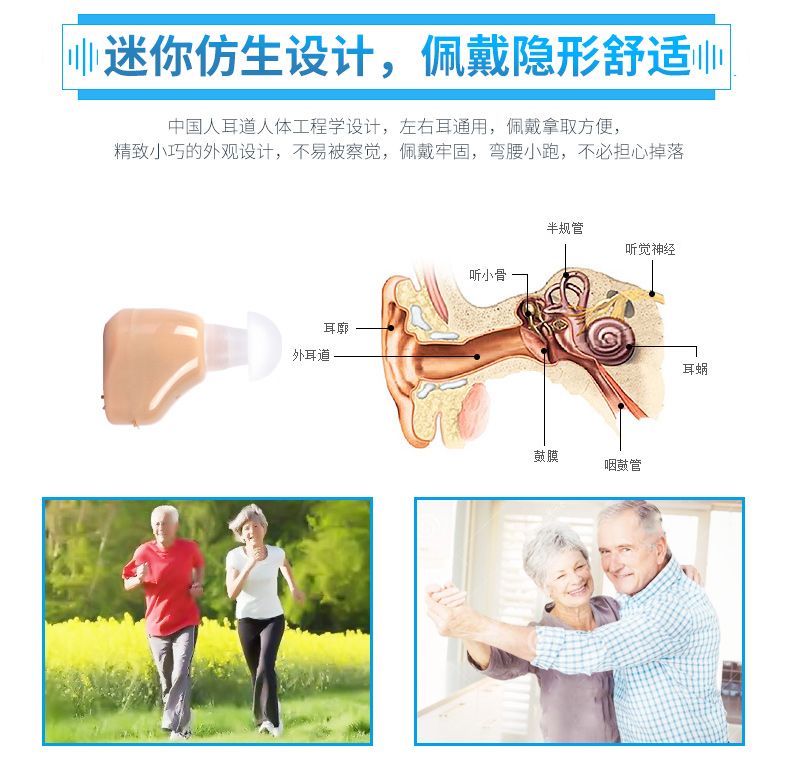 迷你仿生设计，佩戴隐形舒适
中国人耳道人体工程学设计，左右耳通用，佩戴拿取方便，
精致小巧的外观设计，不易被察觉，佩戴牢固，弯腰小跑，不必担心掉落
半规管
听觉神经
听小骨
耳廓
外耳道
耳蜗
鼓膜
咽鼓管